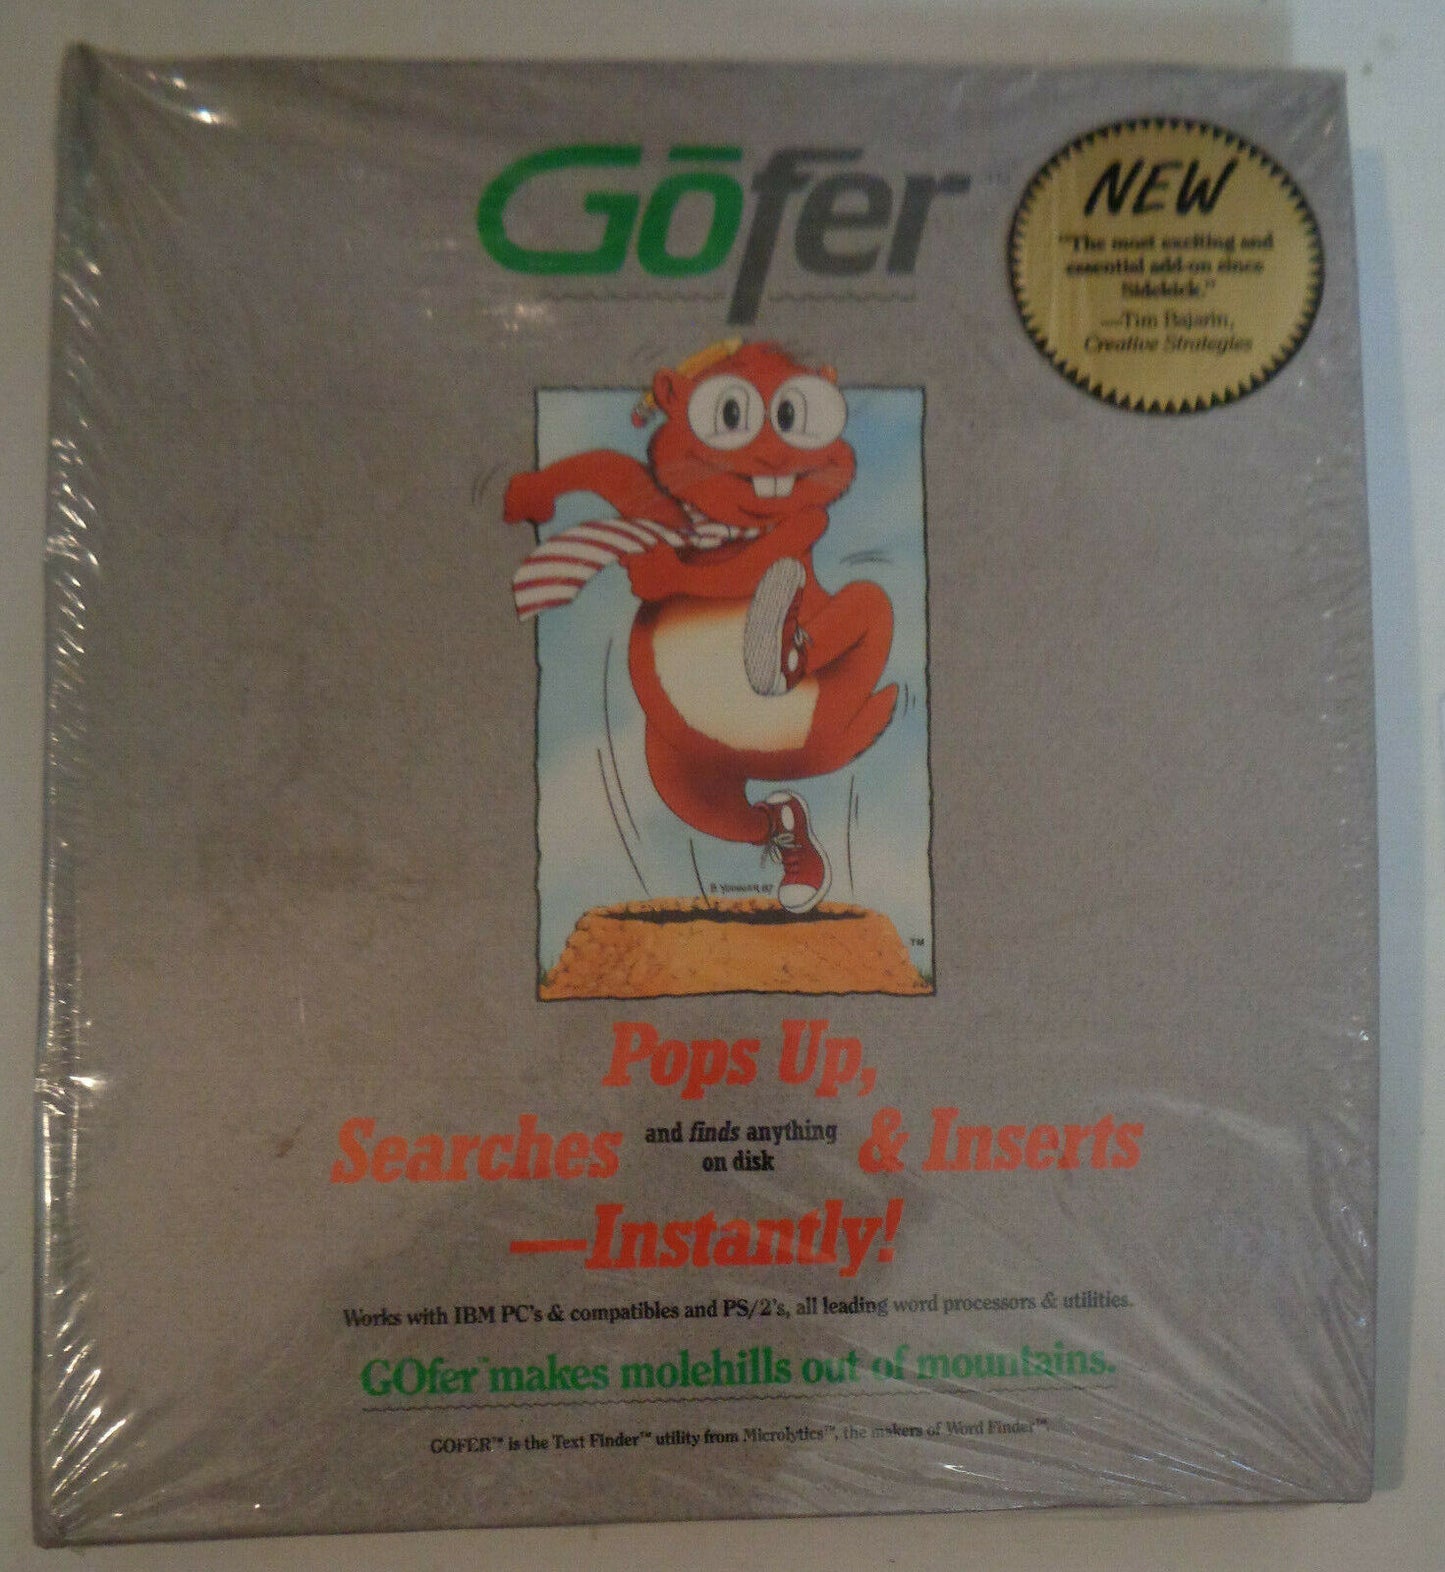 Gōfer™
NEW
"The most exciting and
essential add-on since
Sidekick."
—Tim Bajarin,
Creative Strategies
B. YOUNGER 87
TM
Pops Up,
Searches and finds anything on disk & Inserts
—Instantly!
Works with IBM PC's & compatibles and PS/2's, all leading word processors & utilities.
GOfer™ makes molehills out of mountains.
GOFER™ is the Text Finder™ utility from Microlytics™, the makers of Word Finder™.